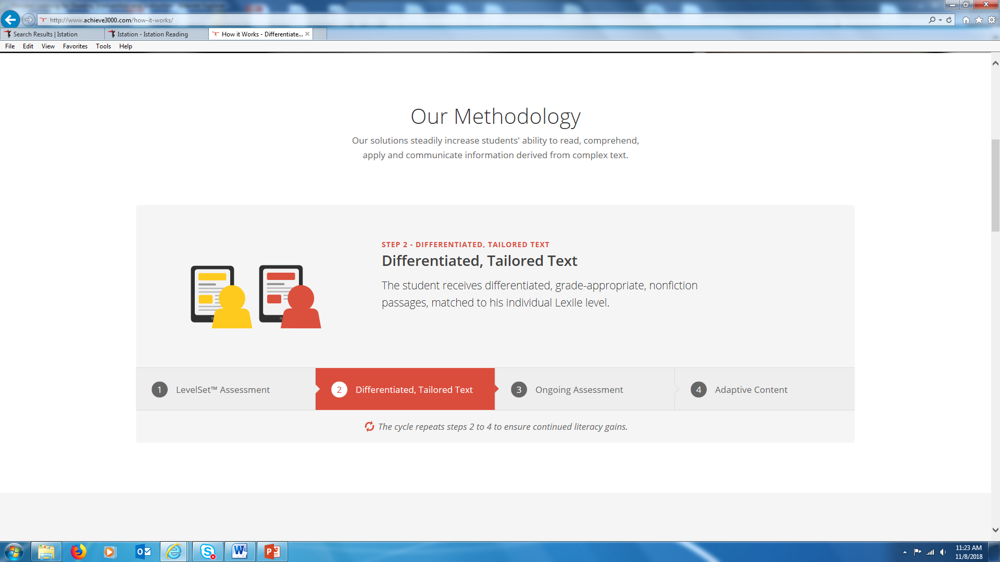 http://www.achieve3000.com/how-it-works/
Search Results | Istation
Istation - Istation Reading
How it Works - Differentiate...
File Edit View Favorites Tools Help
Our Methodology
Our solutions steadily increase students' ability to read, comprehend,
apply and communicate information derived from complex text.
STEP 2 - DIFFERENTIATED, TAILORED TEXT
Differentiated, Tailored Text
The student receives differentiated, grade-appropriate, nonfiction
passages, matched to his individual Lexile level.
1 LevelSet™ Assessment
2 Differentiated, Tailored Text
3 Ongoing Assessment
4 Adaptive Content
The cycle repeats steps 2 to 4 to ensure continued literacy gains.
11:23 AM
11/8/2018